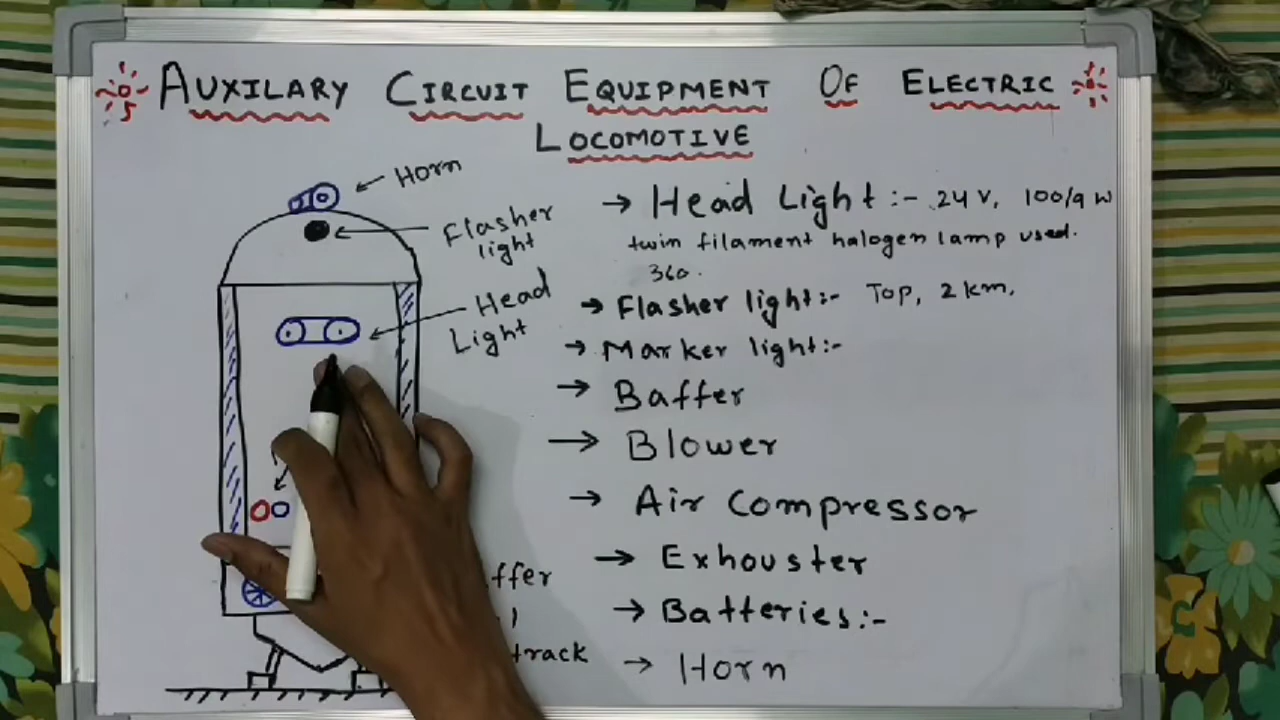 AUXILARY CIRCUIT EQUIPMENT OF ELECTRIC
LOCOMOTIVE
Horn
Flasher
light
Head
Light
→ Head Light :- 24 V, 100/9 W
twin filament halogen lamp used.
360.
→ Flasher light :- Top, 2 km.
→ Marker light :-
→ Baffer
→ Blower
→ Air Compressor
→ Exhouster
→ Batteries :-
→ Horn
ffer
track